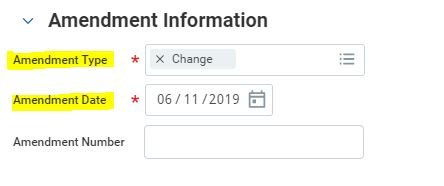 Amendment Information
Amendment Type * × Change
Amendment Date * 06 / 11 / 2019
Amendment Number